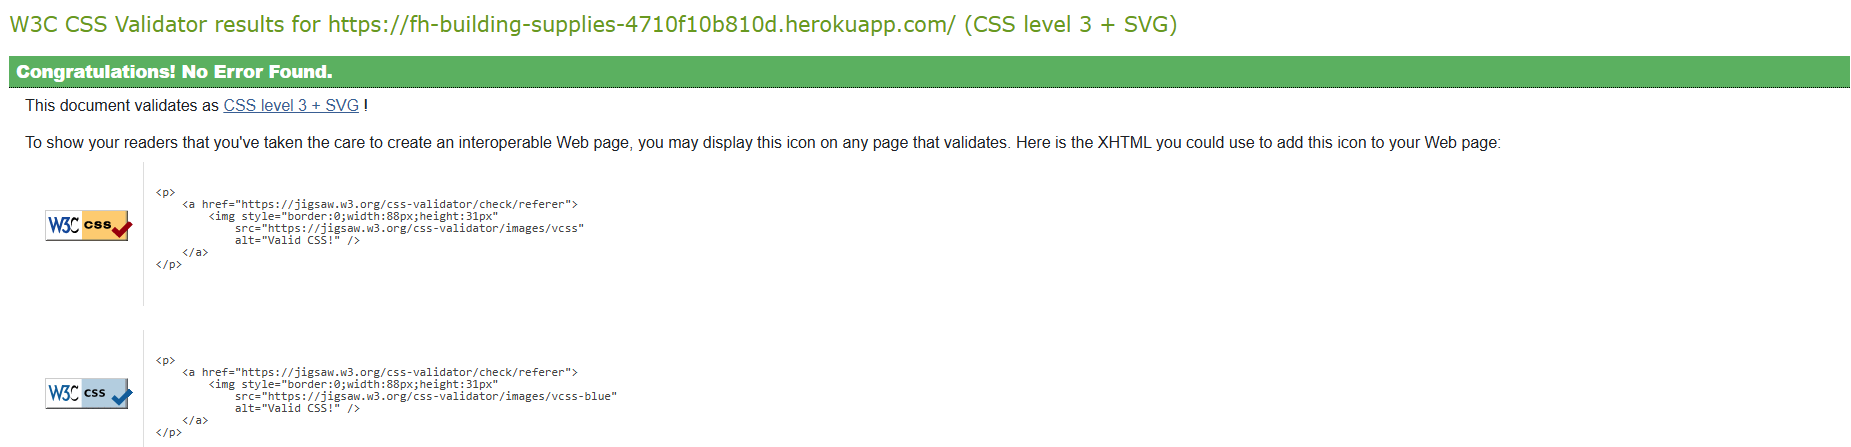 W3C CSS Validator results for https://fh-building-supplies-4710f10b810d.herokuapp.com/ (CSS level 3 + SVG)
Congratulations! No Error Found.
This document validates as CSS level 3 + SVG !
To show your readers that you've taken the care to create an interoperable Web page, you may display this icon on any page that validates. Here is the XHTML you could use to add this icon to your Web page:
W3C css
<p>
    <a href="https://jigsaw.w3.org/css-validator/check/referer">
        <img style="border:0;width:88px;height:31px"
            src="https://jigsaw.w3.org/css-validator/images/vcss"
            alt="Valid CSS!" />
    </a>
</p>
W3C css
<p>
    <a href="https://jigsaw.w3.org/css-validator/check/referer">
        <img style="border:0;width:88px;height:31px"
            src="https://jigsaw.w3.org/css-validator/images/vcss-blue"
            alt="Valid CSS!" />
    </a>
</p>